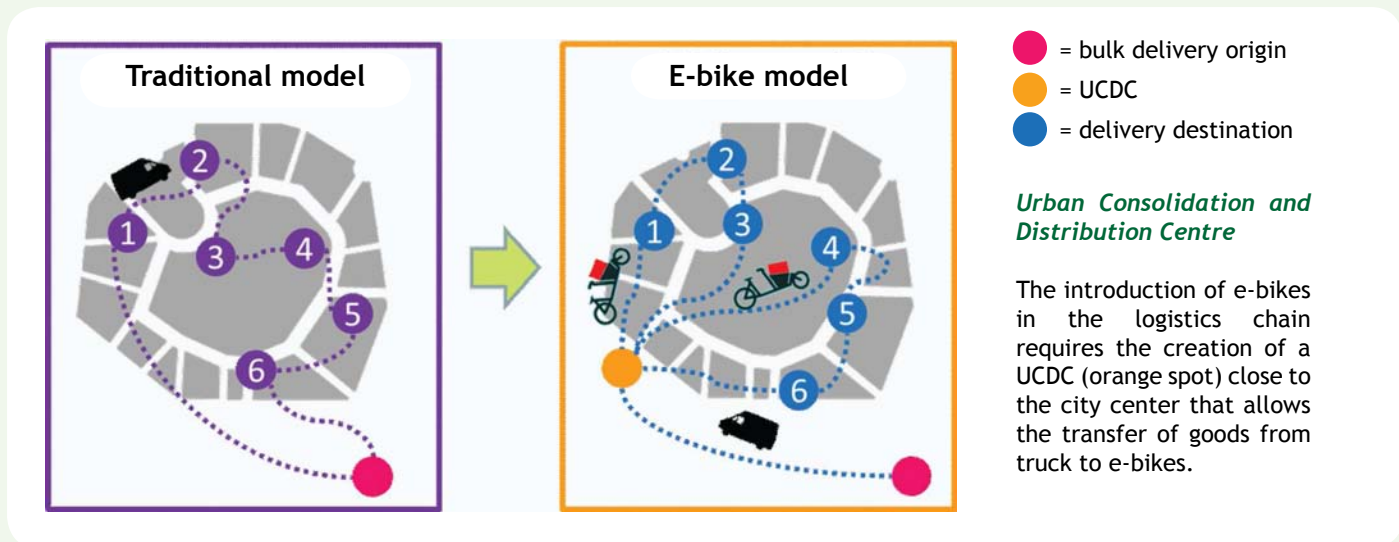 Traditional model
2
1
3
4
5
6
E-bike model
2
1
3
4
5
6
= bulk delivery origin
= UCDC
= delivery destination
Urban Consolidation and
Distribution Centre
The introduction of e-bikes
in the logistics chain
requires the creation of a
UCDC (orange spot) close to
the city center that allows
the transfer of goods from
truck to e-bikes.